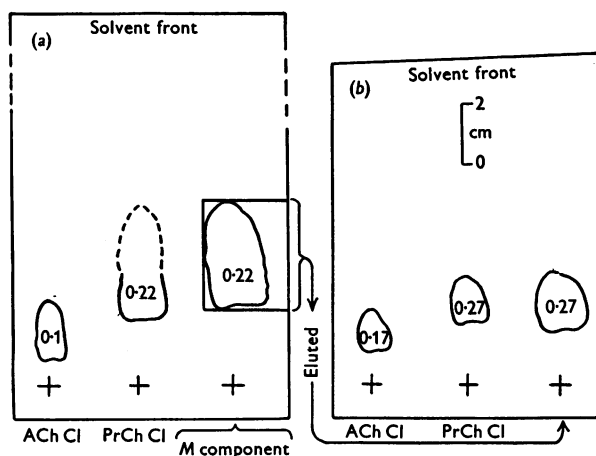 (a)
Solvent front
0·1
0·22
0·22
ACh Cl
PrCh Cl
M component
Eluted
(b)
Solvent front
2
cm
0
0·17
0·27
0·27
ACh Cl
PrCh Cl